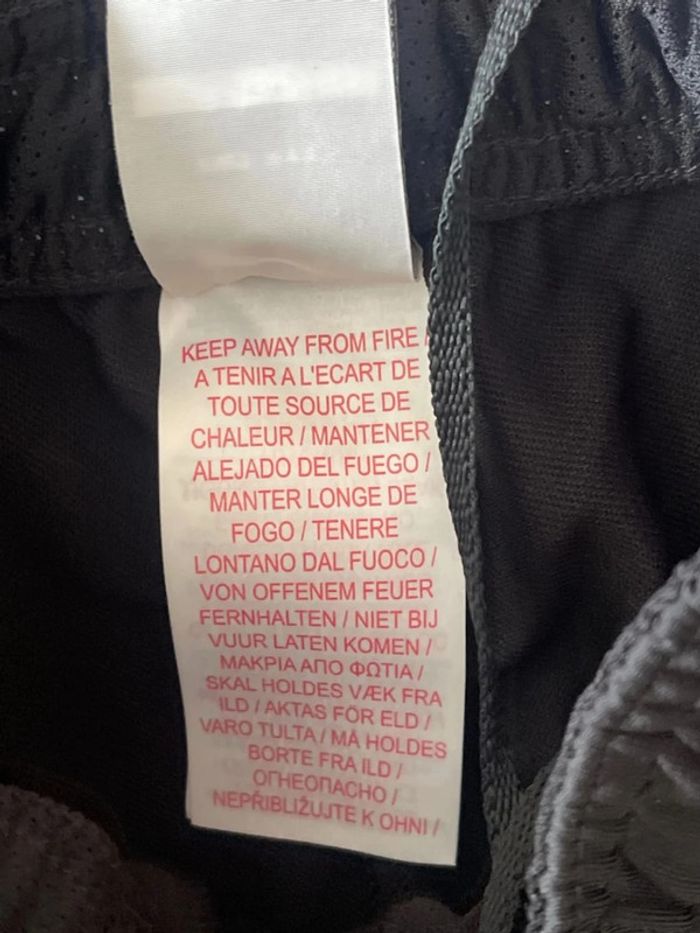 KEEP AWAY FROM FIRE /
A TENIR A L'ECART DE
TOUTE SOURCE DE
CHALEUR / MANTENER
ALEJADO DEL FUEGO /
MANTER LONGE DE
FOGO / TENERE
LONTANO DAL FUOCO /
VON OFFENEM FEUER
FERNHALTEN / NIET BIJ
VUUR LATEN KOMEN /
ΜΑΚΡΙΑ ΑΠΟ ΦΩΤΙΑ /
SKAL HOLDES VÆK FRA
ILD / AKTAS FÖR ELD /
VARO TULTA / MÅ HOLDES
BORTE FRA ILD /
ОГНЕОПАСНО /
NEPŘIBLIŽUJTE K OHNI /